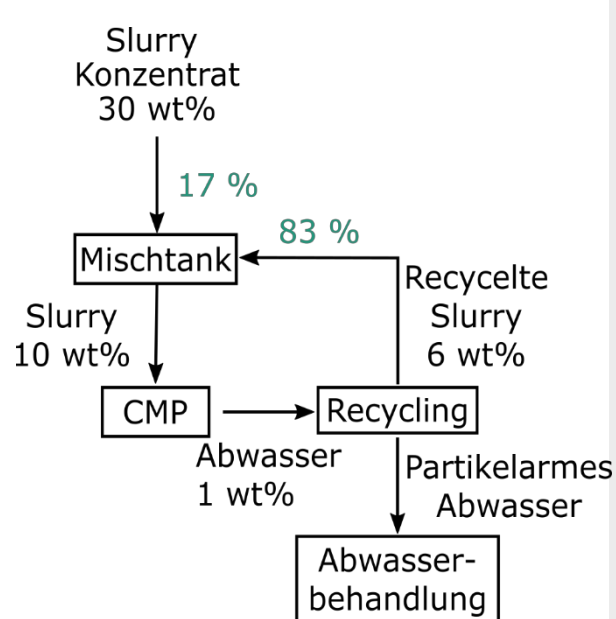 Slurry
Konzentrat
30 wt%
17 %
83 %
Mischtank
Recycelte
Slurry
6 wt%
Slurry
10 wt%
CMP
Recycling
Abwasser
1 wt%
Partikelarmes
Abwasser
Abwasser-
behandlung